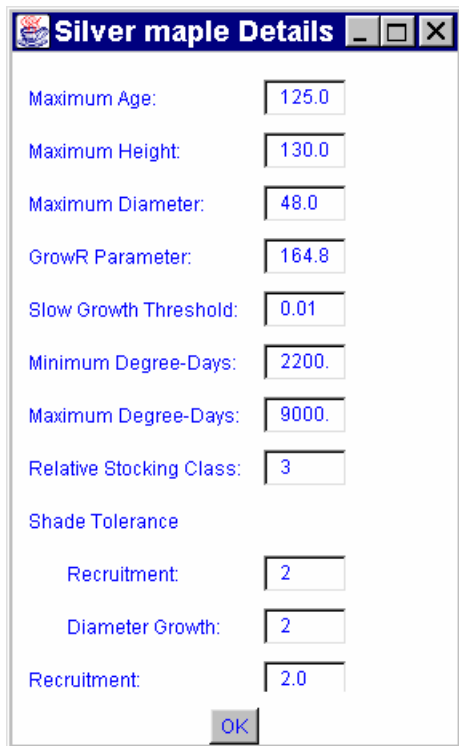 Silver maple Details
Maximum Age: 125.0
Maximum Height: 130.0
Maximum Diameter: 48.0
GrowR Parameter: 164.8
Slow Growth Threshold: 0.01
Minimum Degree-Days: 2200.
Maximum Degree-Days: 9000.
Relative Stocking Class: 3
Shade Tolerance
Recruitment: 2
Diameter Growth: 2
Recruitment: 2.0
OK